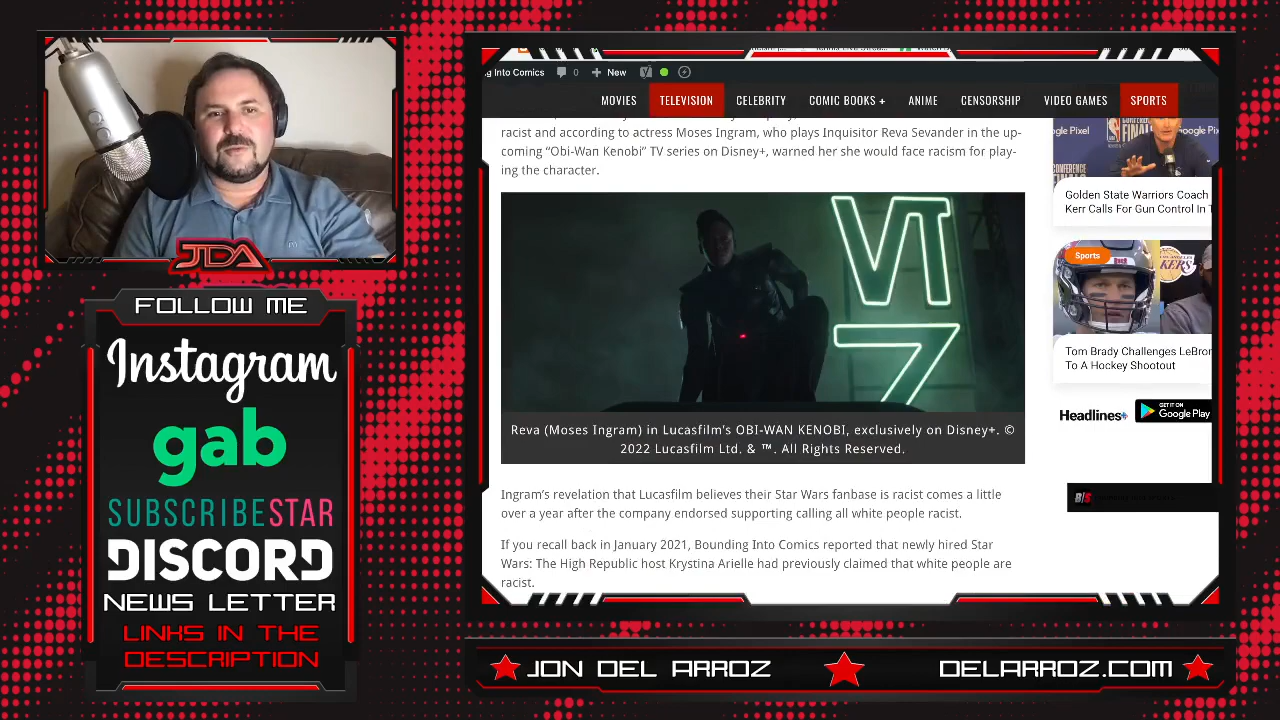 JDA
FOLLOW ME
Instagram
gab
SUBSCRIBESTAR
DISCORD
NEWS LETTER
LINKS IN THE
DESCRIPTION
g Into Comics 0 New
MOVIES TELEVISION CELEBRITY COMIC BOOKS + ANIME CENSORSHIP VIDEO GAMES SPORTS
racist and according to actress Moses Ingram, who plays Inquisitor Reva Sevander in the up-
coming “Obi-Wan Kenobi” TV series on Disney+, warned her she would face racism for play-
ing the character.
Reva (Moses Ingram) in Lucasfilm's OBI-WAN KENOBI, exclusively on Disney+. ©
2022 Lucasfilm Ltd. & ™. All Rights Reserved.
Ingram’s revelation that Lucasfilm believes their Star Wars fanbase is racist comes a little
over a year after the company endorsed supporting calling all white people racist.
If you recall back in January 2021, Bounding Into Comics reported that newly hired Star
Wars: The High Republic host Krystina Arielle had previously claimed that white people are
racist.
Golden State Warriors Coach
Kerr Calls For Gun Control In T
Sports
LOS ANGELES
LAKERS
Tom Brady Challenges LeBron
To A Hockey Shootout
Headlines+
GET IT ON
Google Play
JON DEL ARROZ DELARROZ.COM